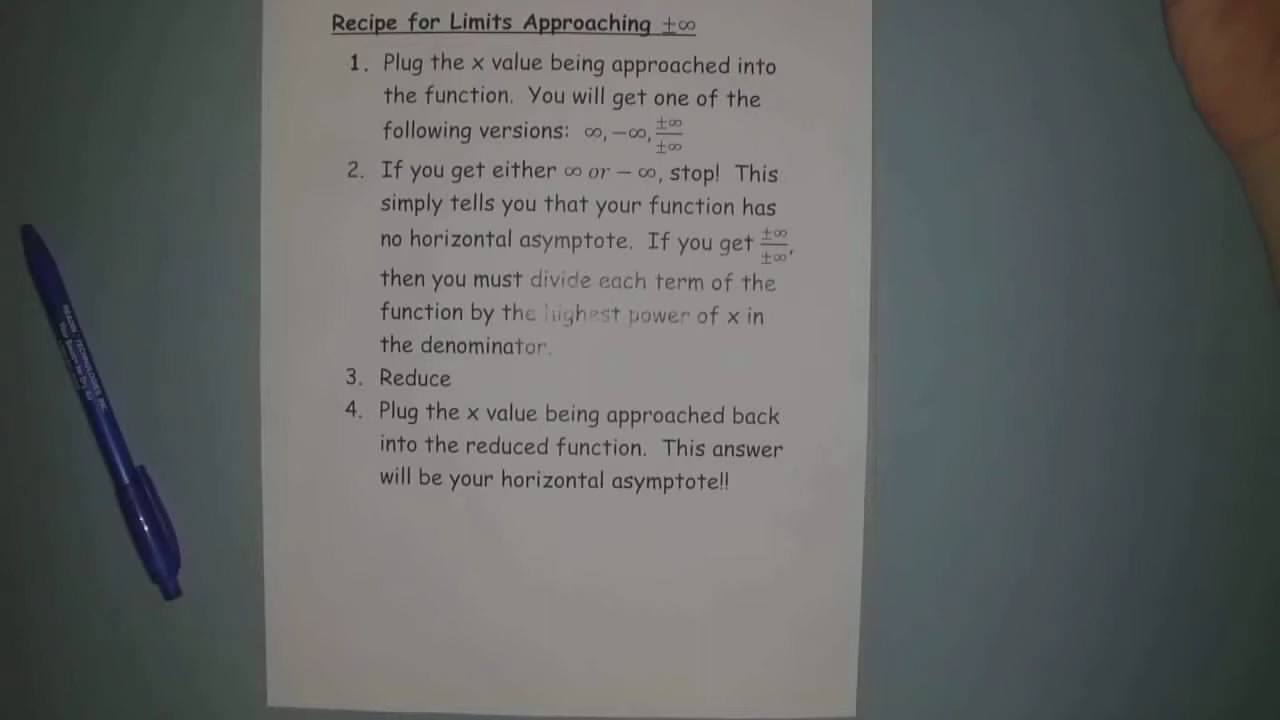 Recipe for Limits Approaching ±∞
1. Plug the x value being approached into
the function. You will get one of the
following versions: ∞, −∞, ±∞/±∞
2. If you get either ∞ or − ∞, stop! This
simply tells you that your function has
no horizontal asymptote. If you get ±∞/±∞,
then you must divide each term of the
function by the highest power of x in
the denominator.
3. Reduce
4. Plug the x value being approached back
into the reduced function. This answer
will be your horizontal asymptote!!